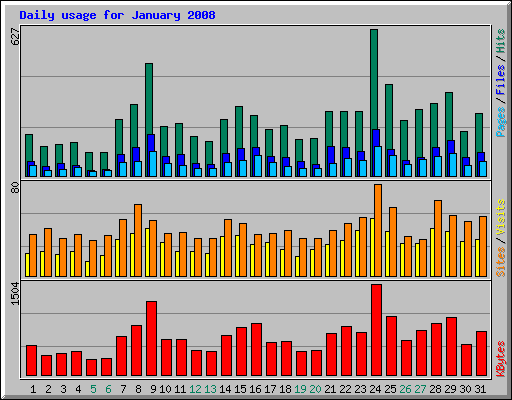 Daily usage for January 2008
627
80
1504
Pages / Files / Hits
Sites / Visits
KBytes
1 2 3 4 5 6 7 8 9 10 11 12 13 14 15 16 17 18 19 20 21 22 23 24 25 26 27 28 29 30 31